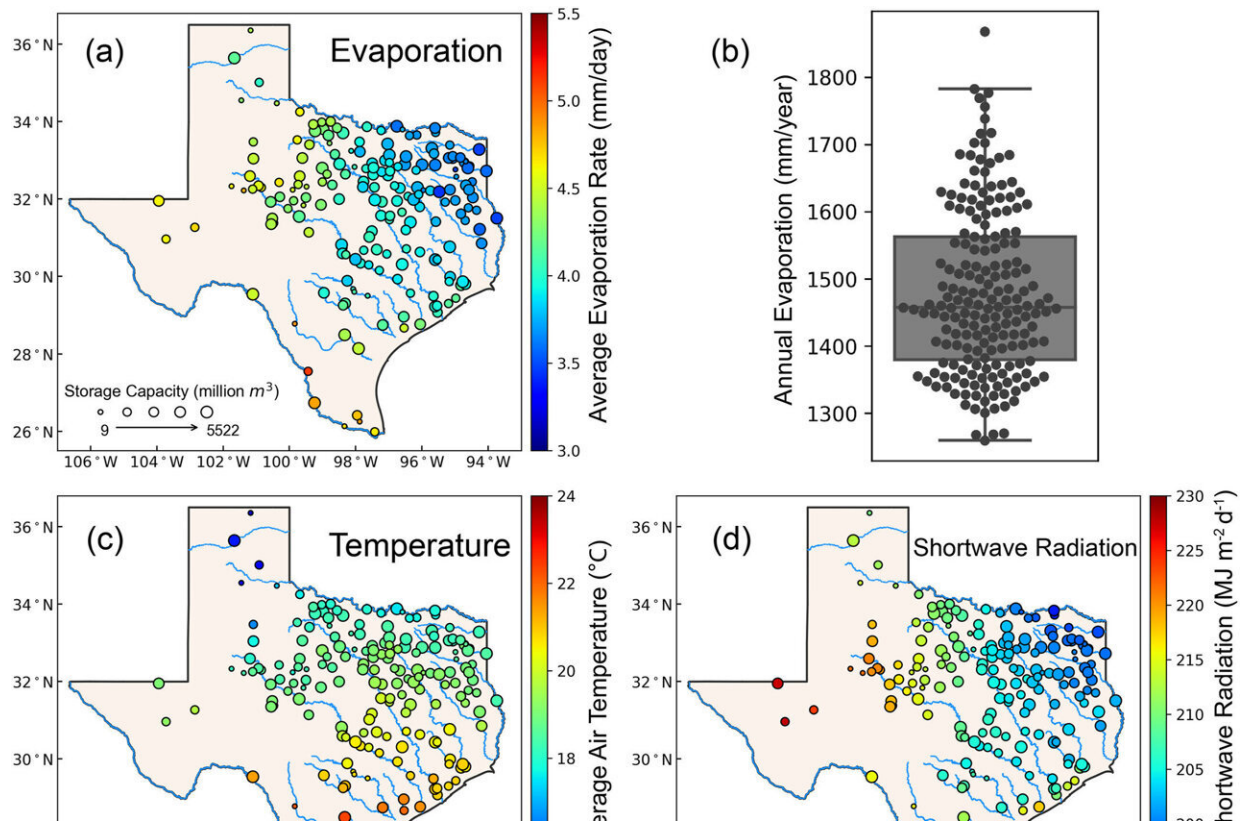 (a) Evaporation
36°N
34°N
32°N
30°N
28°N
26°N
106°W 104°W 102°W 100°W 98°W 96°W 94°W
Storage Capacity (million m³)
9 5522
5.5
5.0
4.5
4.0
3.5
3.0
Average Evaporation Rate (mm/day)
(b)
1800
1700
1600
1500
1400
1300
Annual Evaporation (mm/year)
(c) Temperature
36°N
34°N
32°N
30°N
24
22
20
18
Air Temperature (°C)
(d) Shortwave Radiation
36°N
34°N
32°N
30°N
230
225
220
215
210
205
Shortwave Radiation (MJ m⁻² d⁻¹)